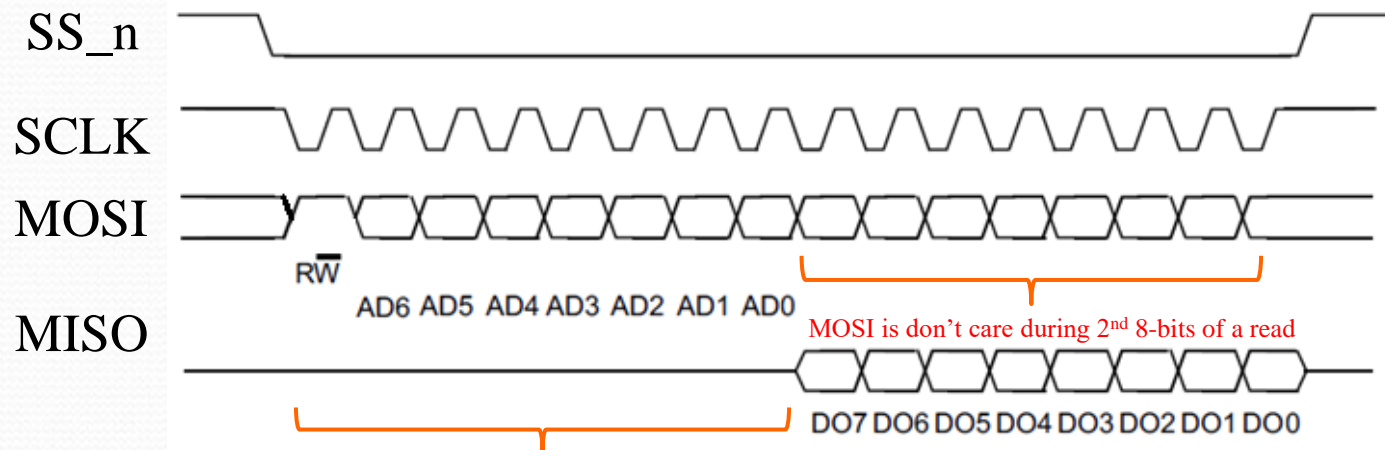 SS_n
SCLK
MOSI
RW̅
AD6 AD5 AD4 AD3 AD2 AD1 AD0
MOSI is don't care during 2nd 8-bits of a read
MISO
DO7 DO6 DO5 DO4 DO3 DO2 DO1 DO0